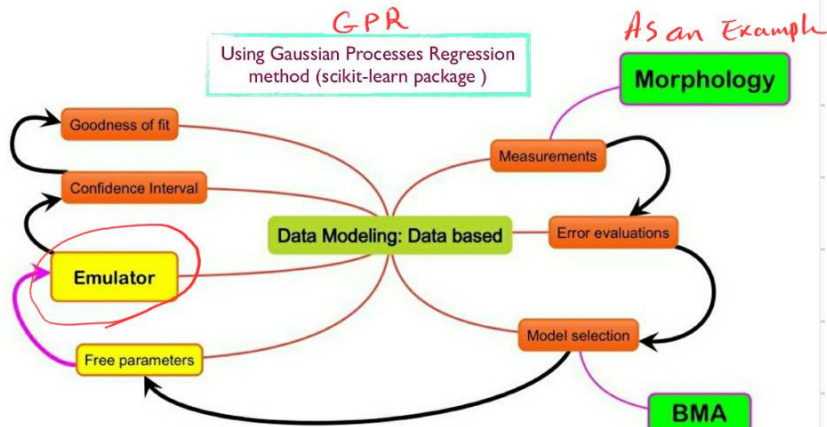 GPR
As an Example
Using Gaussian Processes Regression
method (scikit-learn package )
Morphology
Goodness of fit
Measurements
Confidence Interval
Data Modeling: Data based
Error evaluations
Emulator
Model selection
Free parameters
BMA